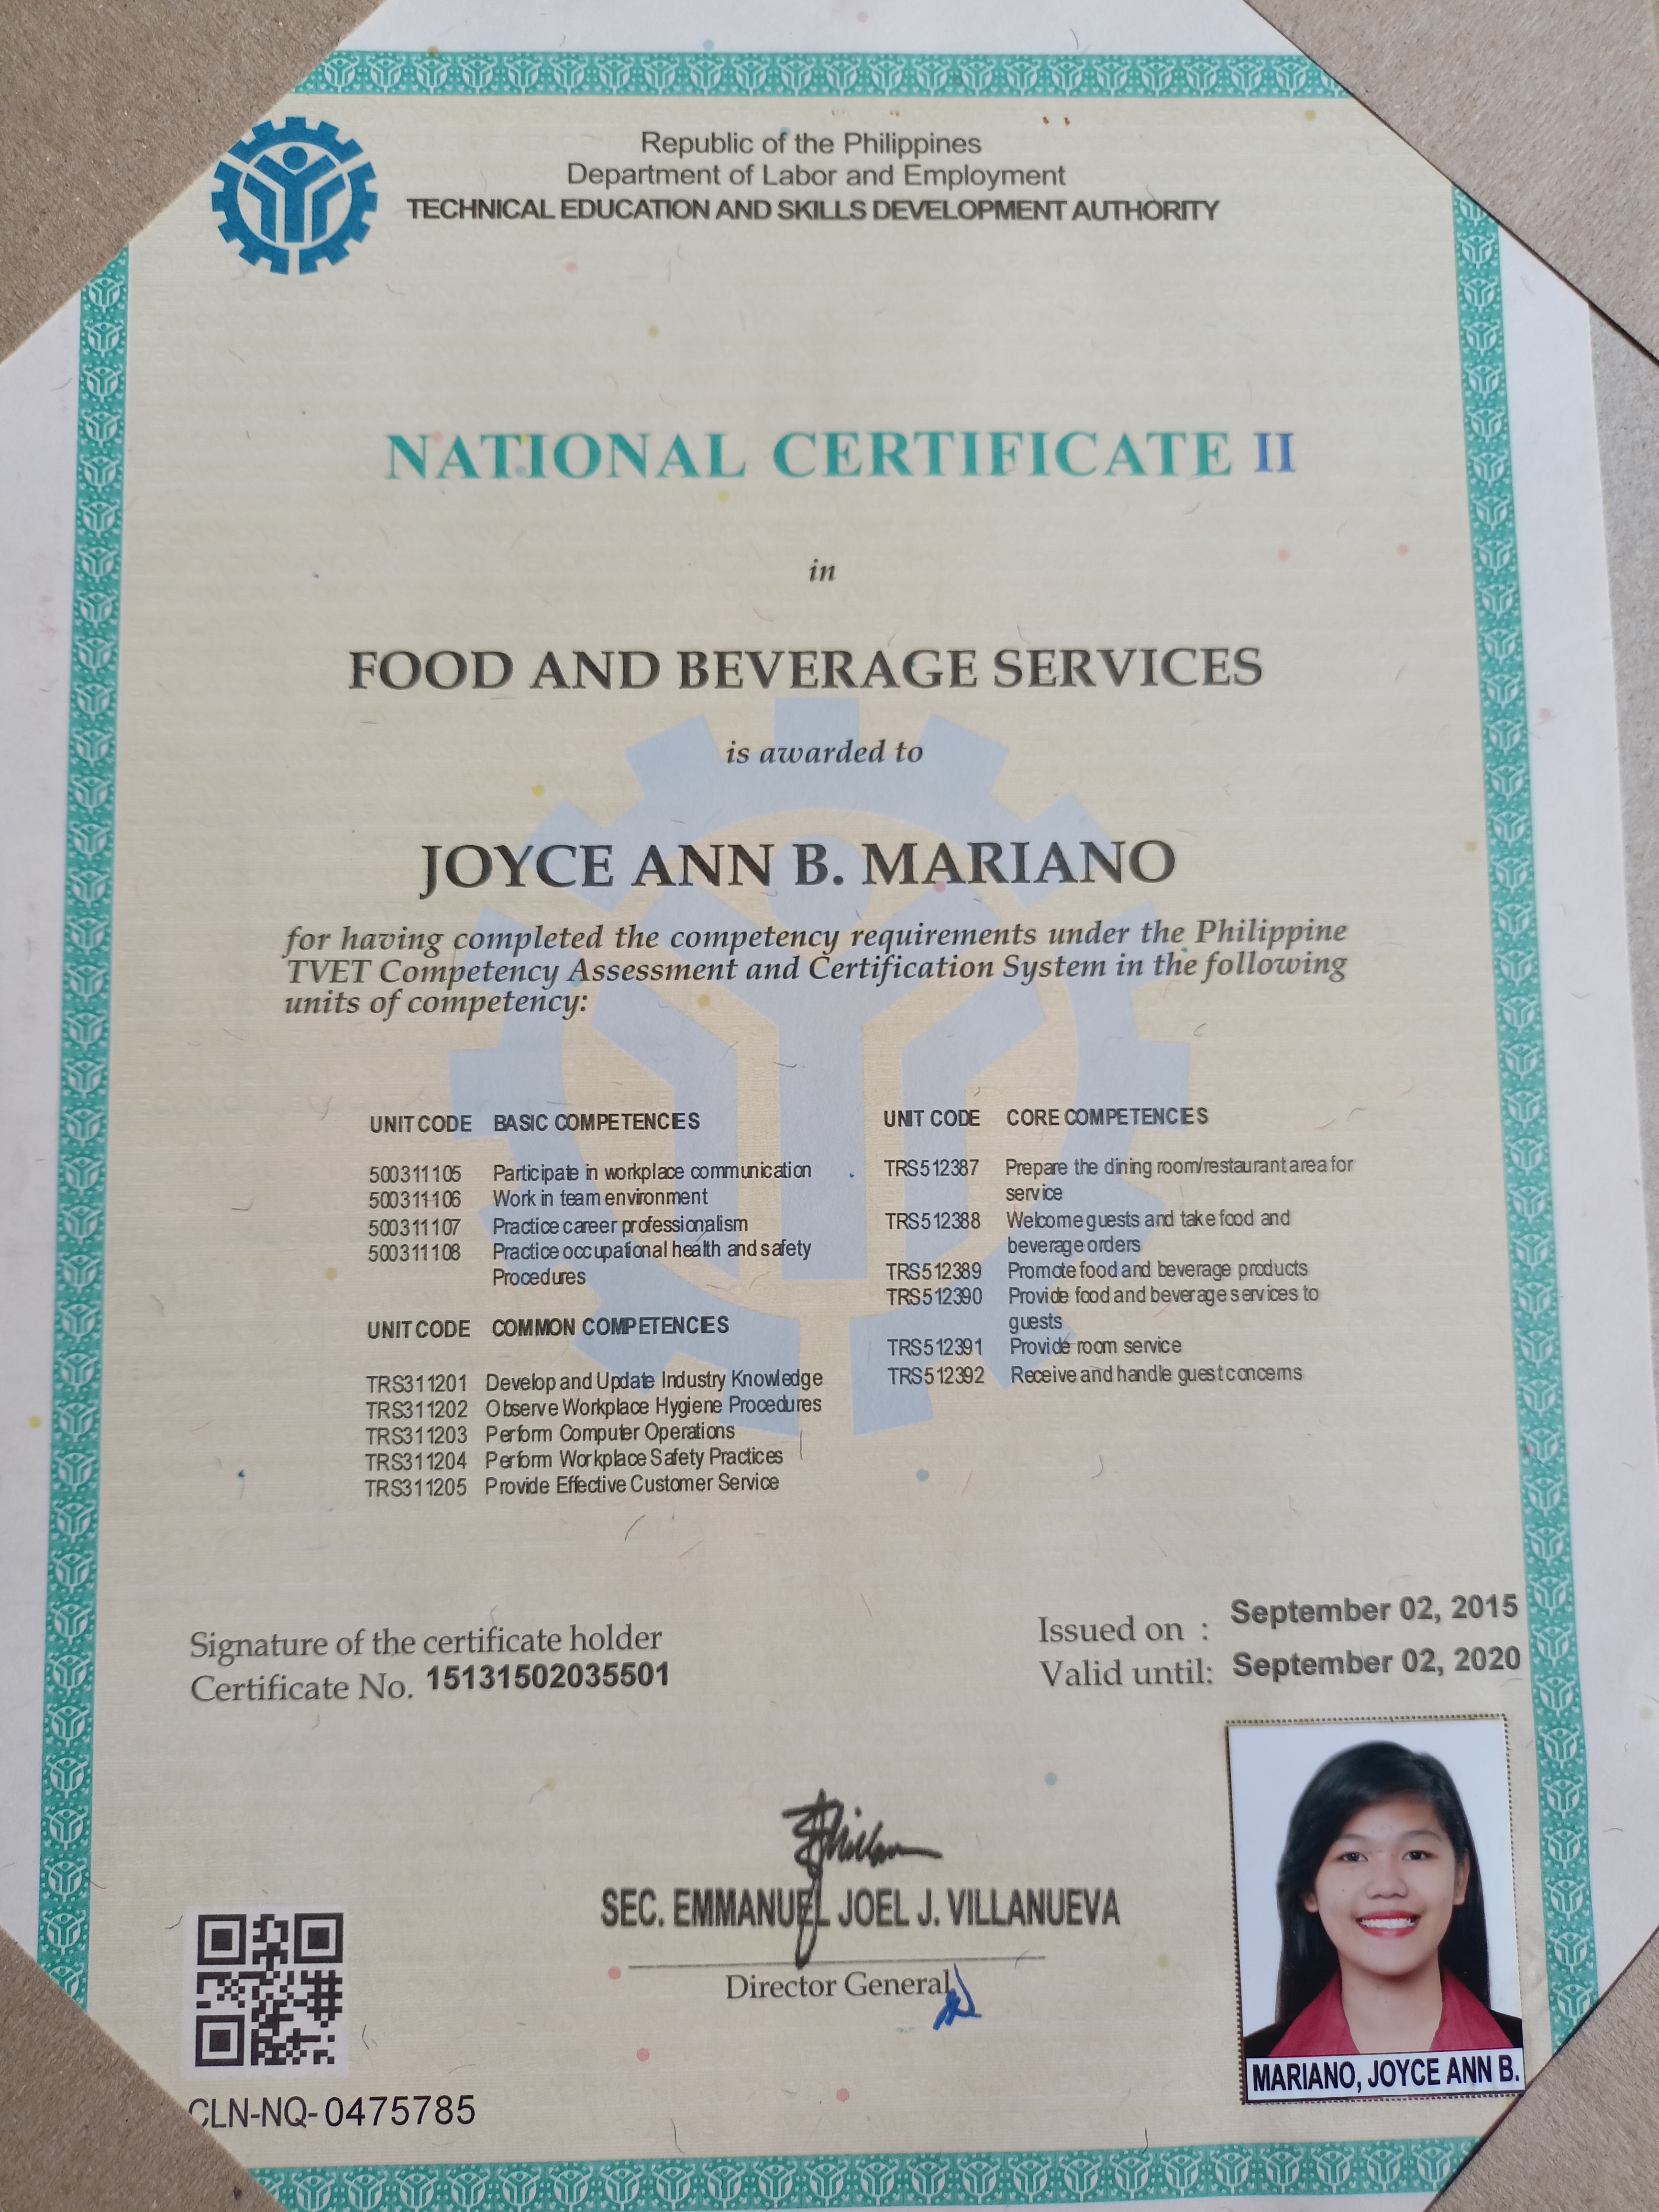 Republic of the Philippines
Department of Labor and Employment
TECHNICAL EDUCATION AND SKILLS DEVELOPMENT AUTHORITY
NATIONAL CERTIFICATE II
in
FOOD AND BEVERAGE SERVICES
is awarded to
JOYCE ANN B. MARIANO
for having completed the competency requirements under the Philippine
TVET Competency Assessment and Certification System in the following
units of competency:
UNIT CODE BASIC COMPETENCES
500311105 Participate in workplace communication
500311106 Work in team environment
500311107 Practice career professionalism
500311108 Practice occupational health and safety
Procedures
UNIT CODE COMMON COMPETENCES
TRS311201 Develop and Update Industry Knowledge
TRS311202 Observe Workplace Hygiene Procedures
TRS311203 Perform Computer Operations
TRS311204 Perform Workplace Safety Practices
TRS311205 Provide Effective Customer Service
UNIT CODE CORE COMPETENCIES
TRS512387 Prepare the dining room/restaurant area for
service
TRS512388 Welcome guests and take food and
beverage orders
TRS512389 Promote food and beverage products
TRS512390 Provide food and beverage services to
guests
TRS512391 Provide room service
TRS512392 Receive and handle guest concerns
Signature of the certificate holder
Certificate No. 15131502035501
Issued on : September 02, 2015
Valid until: September 02, 2020
SEC. EMMANUEL JOEL J. VILLANUEVA
Director General
MARIANO, JOYCE ANN B.
CLN-NQ-0475785